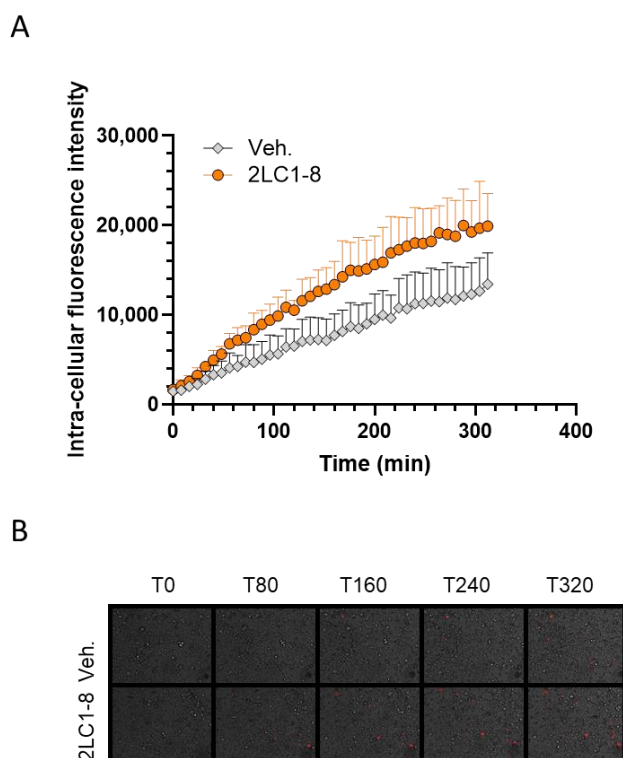 A
Intra-cellular fluorescence intensity
30,000
20,000
10,000
0
Veh.
2LC1-8
0 100 200 300 400
Time (min)
B
T0 T80 T160 T240 T320
Veh.
2LC1-8